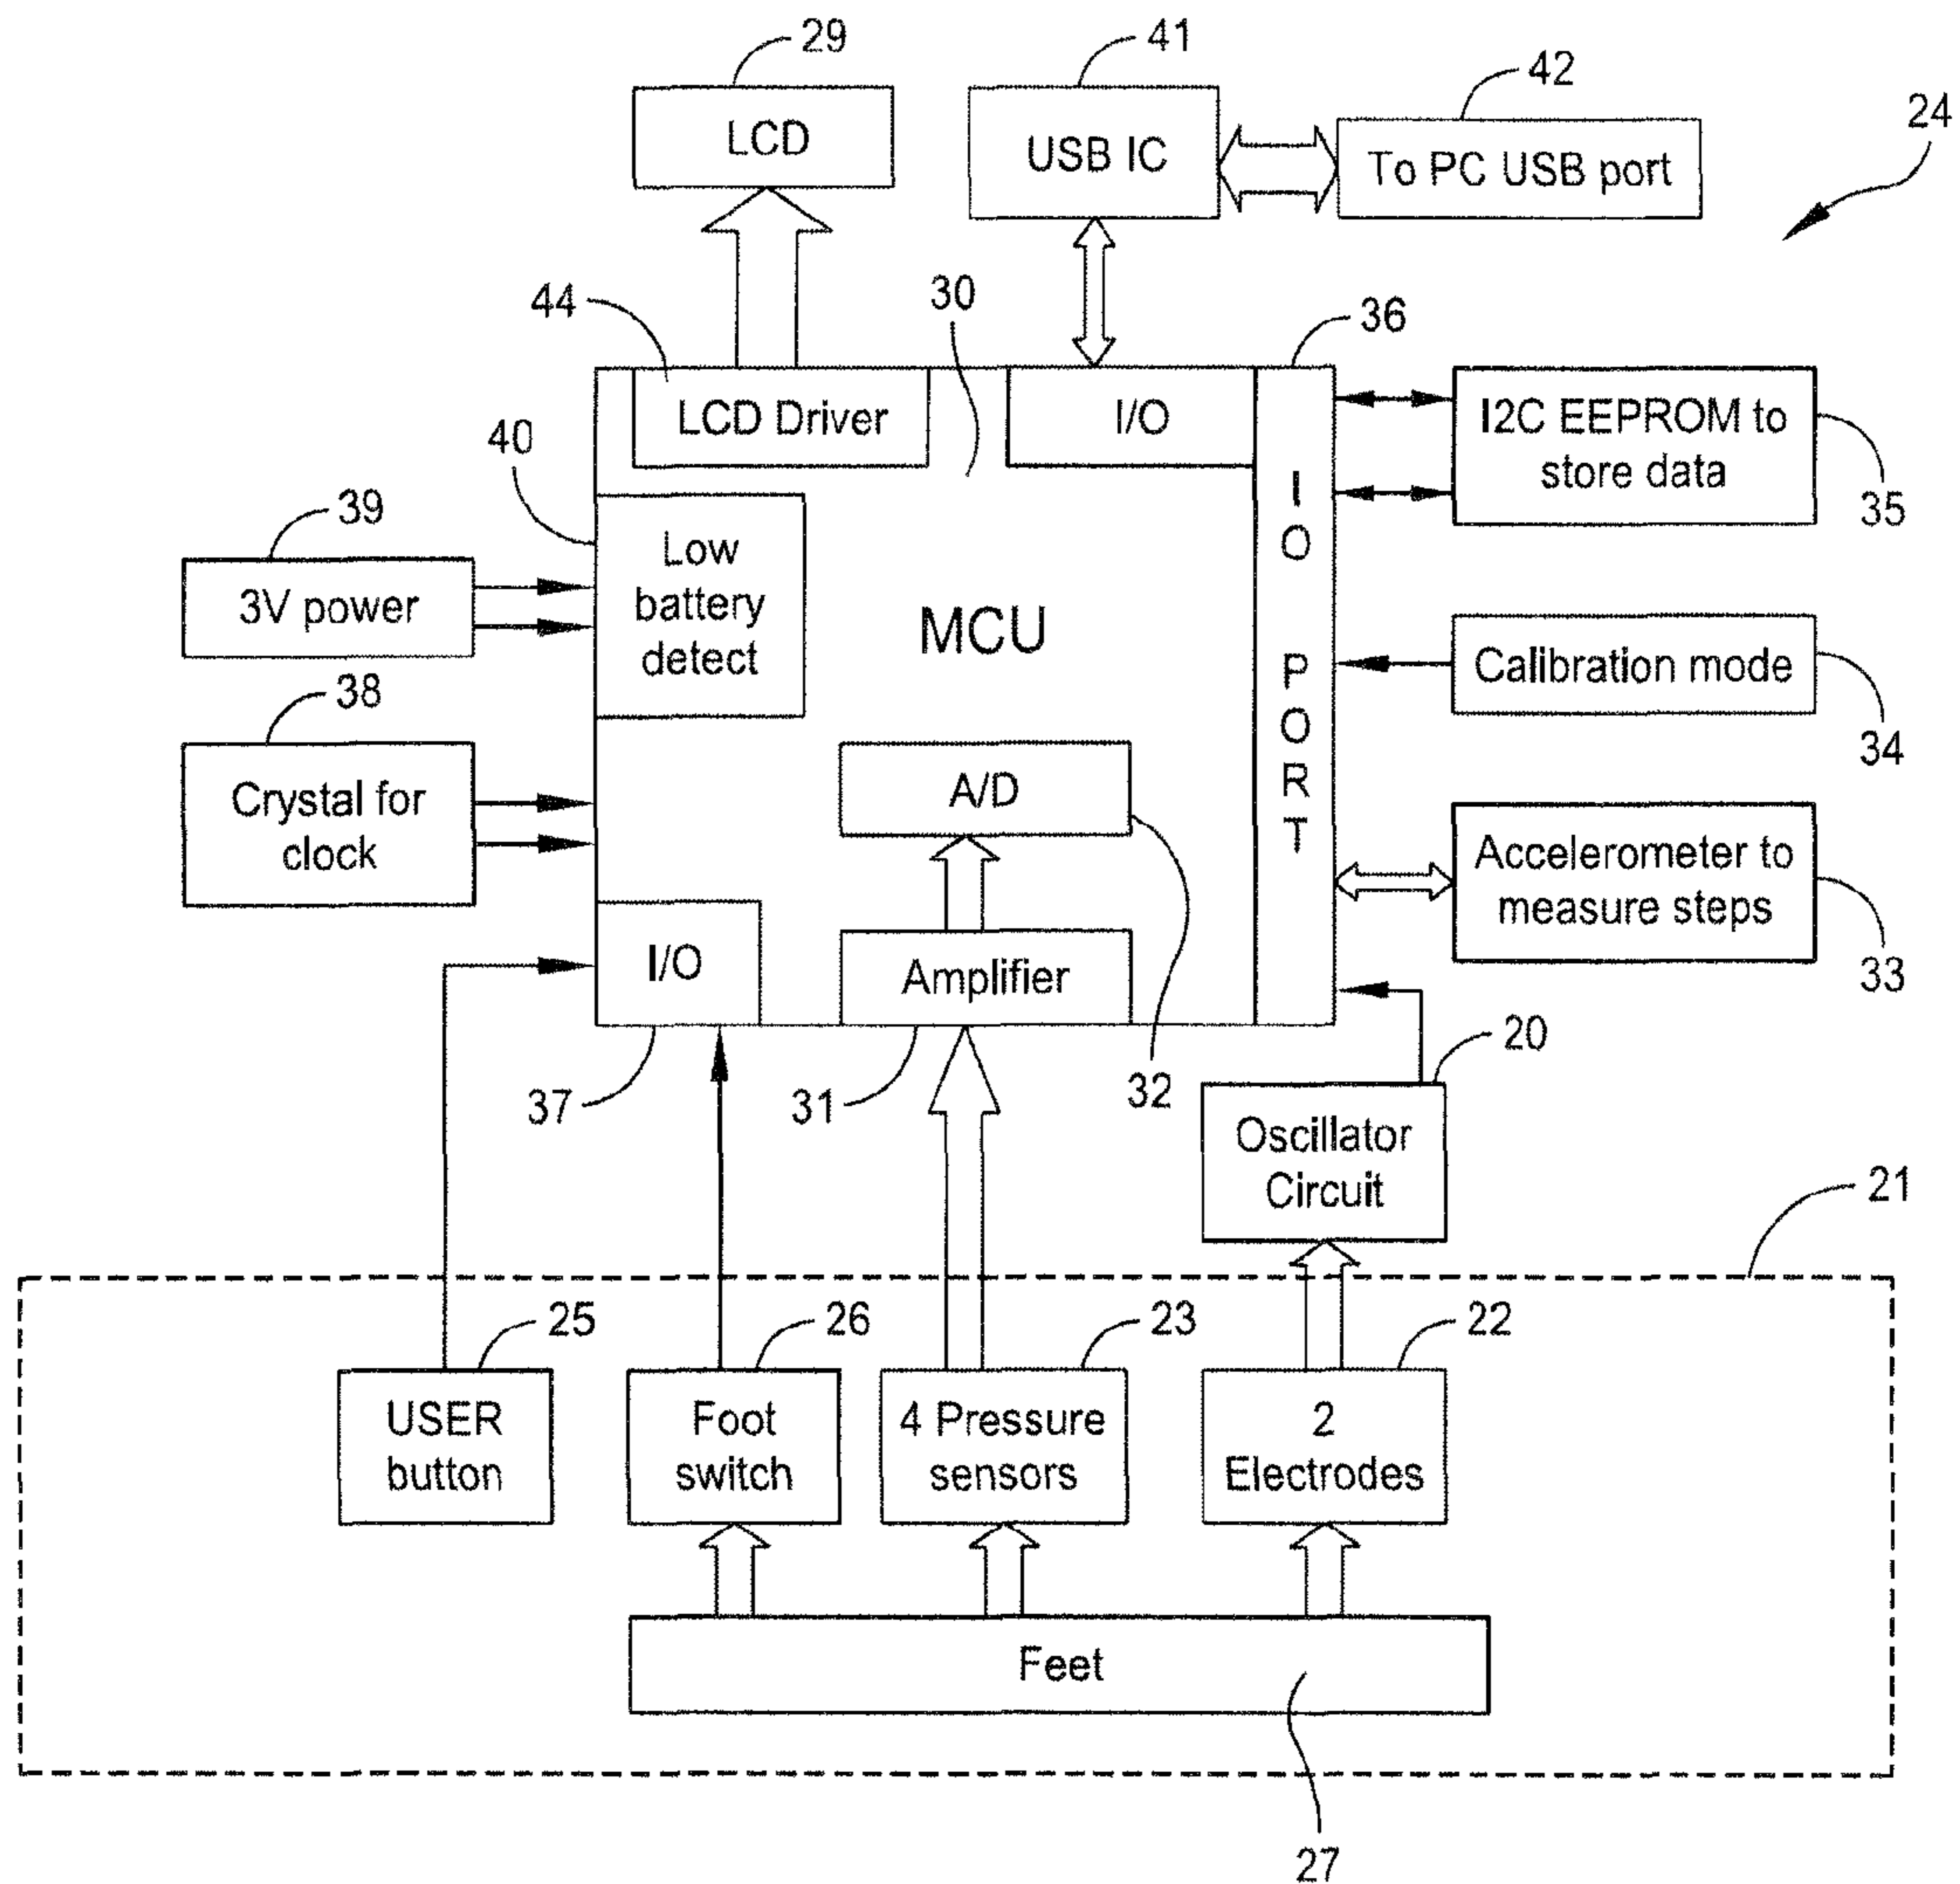 29
41
42
24
LCD
USB IC
To PC USB port
44
30
36
LCD Driver
I/O
I2C EEPROM to
store data
35
40
39
3V power
Low
battery
detect
MCU
IO PORT
Calibration mode
34
38
Crystal for
clock
A/D
Accelerometer to
measure steps
33
I/O
Amplifier
37
31
32
20
Oscillator
Circuit
21
25
26
23
22
USER
button
Foot
switch
4 Pressure
sensors
2
Electrodes
Feet
27